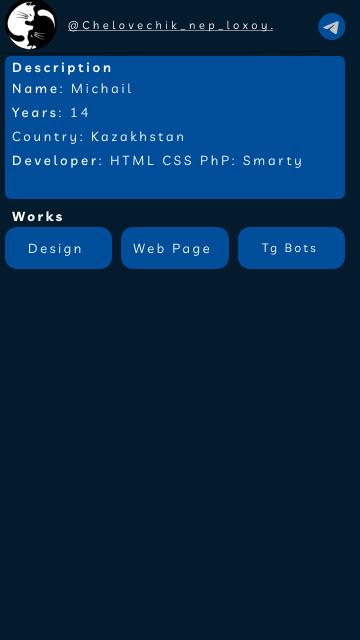 @Chelovechik_nep_loxoy.
Description
Name: Michail
Years: 14
Country: Kazakhstan
Developer: HTML CSS PhP: Smarty
Works
Design
Web Page
Tg Bots